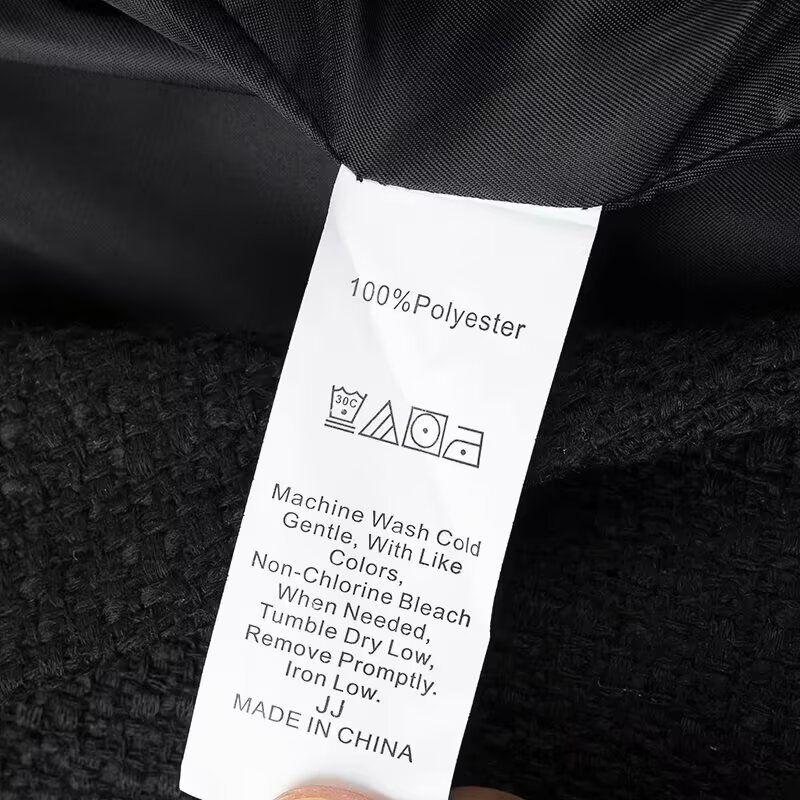 100%Polyester
30C
Machine Wash Cold
Gentle, With Like
Colors,
Non-Chlorine Bleach
When Needed,
Tumble Dry Low,
Remove Promptly.
Iron Low.
JJ
MADE IN CHINA